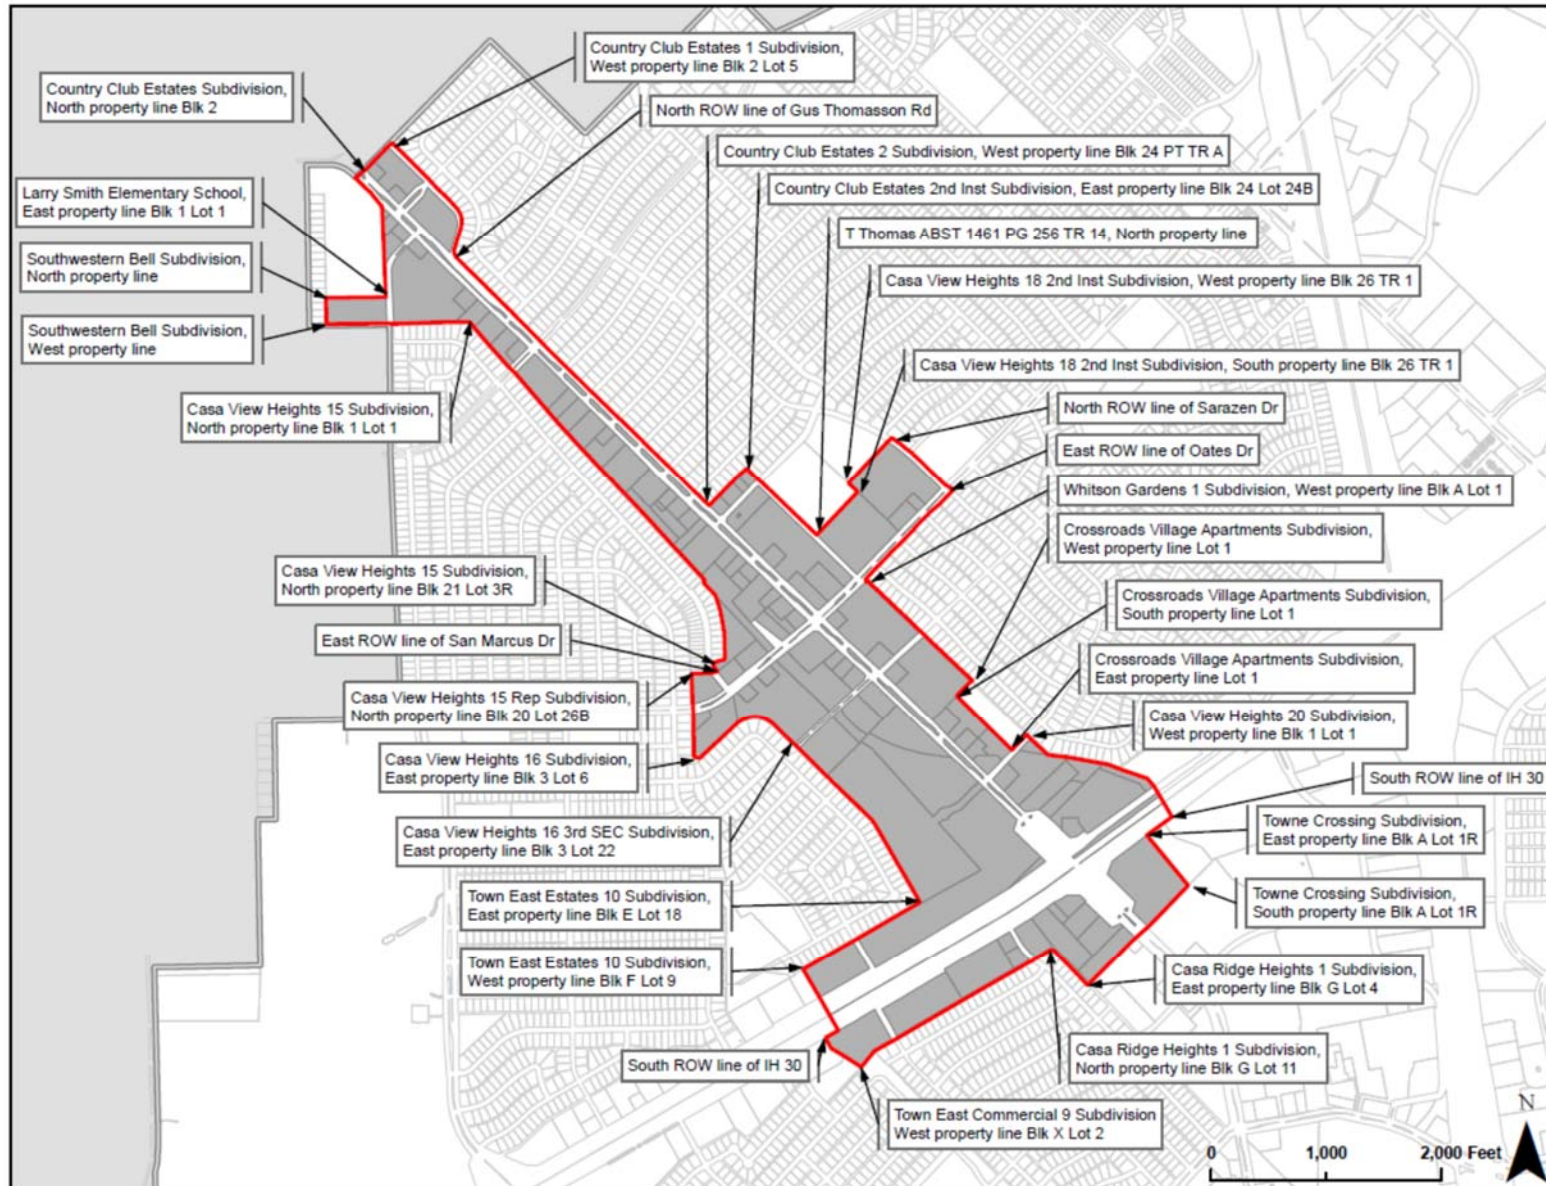 Country Club Estates 1 Subdivision,
West property line Blk 2 Lot 5
Country Club Estates Subdivision,
North property line Blk 2
North ROW line of Gus Thomasson Rd
Country Club Estates 2 Subdivision, West property line Blk 24 PT TR A
Larry Smith Elementary School,
East property line Blk 1 Lot 1
Country Club Estates 2nd Inst Subdivision, East property line Blk 24 Lot 24B
T Thomas ABST 1461 PG 256 TR 14, North property line
Southwestern Bell Subdivision,
North property line
Casa View Heights 18 2nd Inst Subdivision, West property line Blk 26 TR 1
Southwestern Bell Subdivision,
West property line
Casa View Heights 18 2nd Inst Subdivision, South property line Blk 26 TR 1
Casa View Heights 15 Subdivision,
North property line Blk 1 Lot 1
North ROW line of Sarazen Dr
East ROW line of Oates Dr
Whitson Gardens 1 Subdivision, West property line Blk A Lot 1
Crossroads Village Apartments Subdivision,
West property line Lot 1
Casa View Heights 15 Subdivision,
North property line Blk 21 Lot 3R
Crossroads Village Apartments Subdivision,
South property line Lot 1
East ROW line of San Marcus Dr
Crossroads Village Apartments Subdivision,
East property line Lot 1
Casa View Heights 15 Rep Subdivision,
North property line Blk 20 Lot 26B
Casa View Heights 20 Subdivision,
West property line Blk 1 Lot 1
Casa View Heights 16 Subdivision,
East property line Blk 3 Lot 6
South ROW line of IH 30
Casa View Heights 16 3rd SEC Subdivision,
East property line Blk 3 Lot 22
Towne Crossing Subdivision,
East property line Blk A Lot 1R
Town East Estates 10 Subdivision,
East property line Blk E Lot 18
Towne Crossing Subdivision,
South property line Blk A Lot 1R
Town East Estates 10 Subdivision,
West property line Blk F Lot 9
Casa Ridge Heights 1 Subdivision,
East property line Blk G Lot 4
South ROW line of IH 30
Casa Ridge Heights 1 Subdivision,
North property line Blk G Lot 11
Town East Commercial 9 Subdivision
West property line Blk X Lot 2
N
0 1,000 2,000 Feet